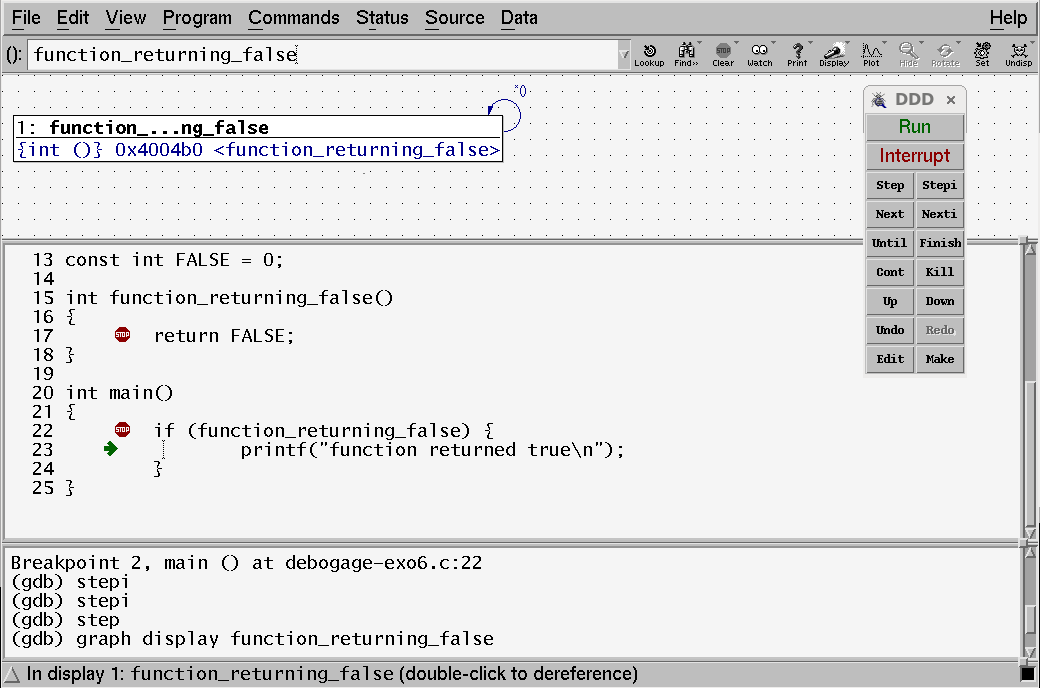 File Edit View Program Commands Status Source Data Help
(): function_returning_false Lookup Find» Clear Watch Print Display Plot Hide Rotate Set Undisp
*()
1: function_...ng_false
{int ()} 0x4004b0 <function_returning_false>
DDD ×
Run
Interrupt
Step Stepi
Next Nexti
Until Finish
Cont Kill
Up Down
Undo Redo
Edit Make
13 const int FALSE = 0;
14
15 int function_returning_false()
16 {
17 STOP return FALSE;
18 }
19
20 int main()
21 {
22 STOP if (function_returning_false) {
23 printf("function returned true\n");
24 }
25 }
Breakpoint 2, main () at debogage-exo6.c:22
(gdb) stepi
(gdb) stepi
(gdb) step
(gdb) graph display function_returning_false
In display 1: function_returning_false (double-click to dereference)